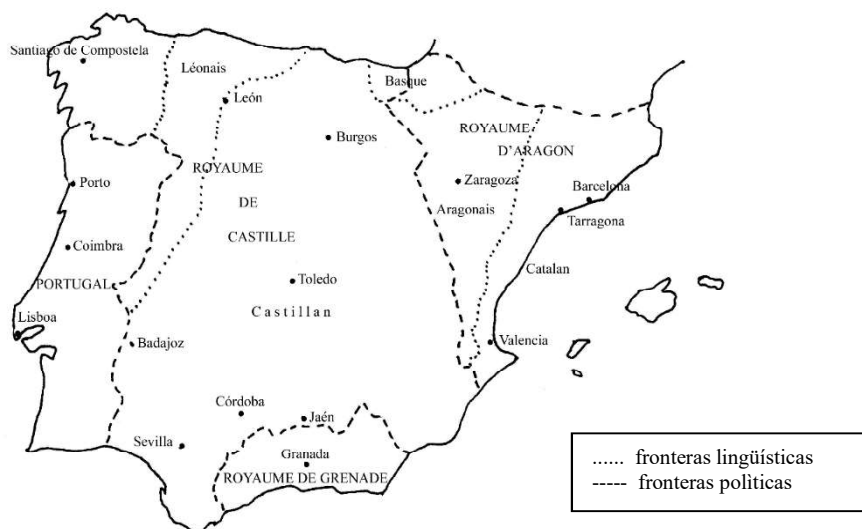 Santiago de Compostela
Léonais
Basque
León
Burgos
ROYAUME
D'ARAGON
ROYAUME
Zaragoza
Porto
Barcelona
DE
Aragonais
Tarragona
CASTILLE
Coimbra
Catalan
PORTUGAL
Toledo
Castillan
Lisboa
Badajoz
Valencia
Córdoba
Jaén
Sevilla
Granada
ROYAUME DE GRENADE
...... fronteras lingüísticas
----- fronteras polìticas